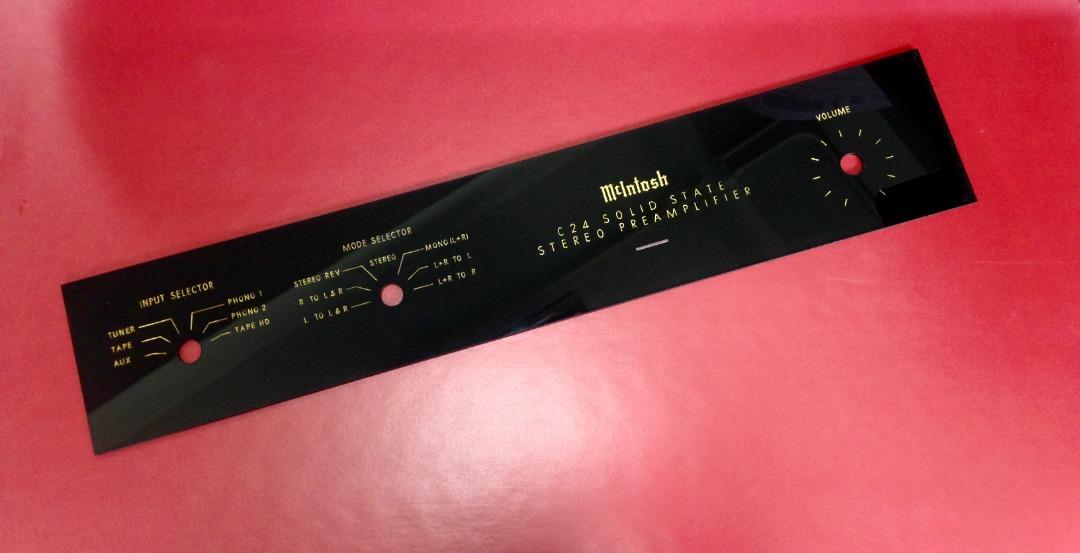 INPUT SELECTOR
TUNER
TAPE
AUX
PHONO 1
PHONO 2
TAPE HD
MODE SELECTOR
STEREO REV
R TO L&R
L TO L&R
STEREO
MONO (L+R)
L+R TO L
L+R TO R
McIntosh
C24 SOLID STATE
STEREO PREAMPLIFIER
VOLUME